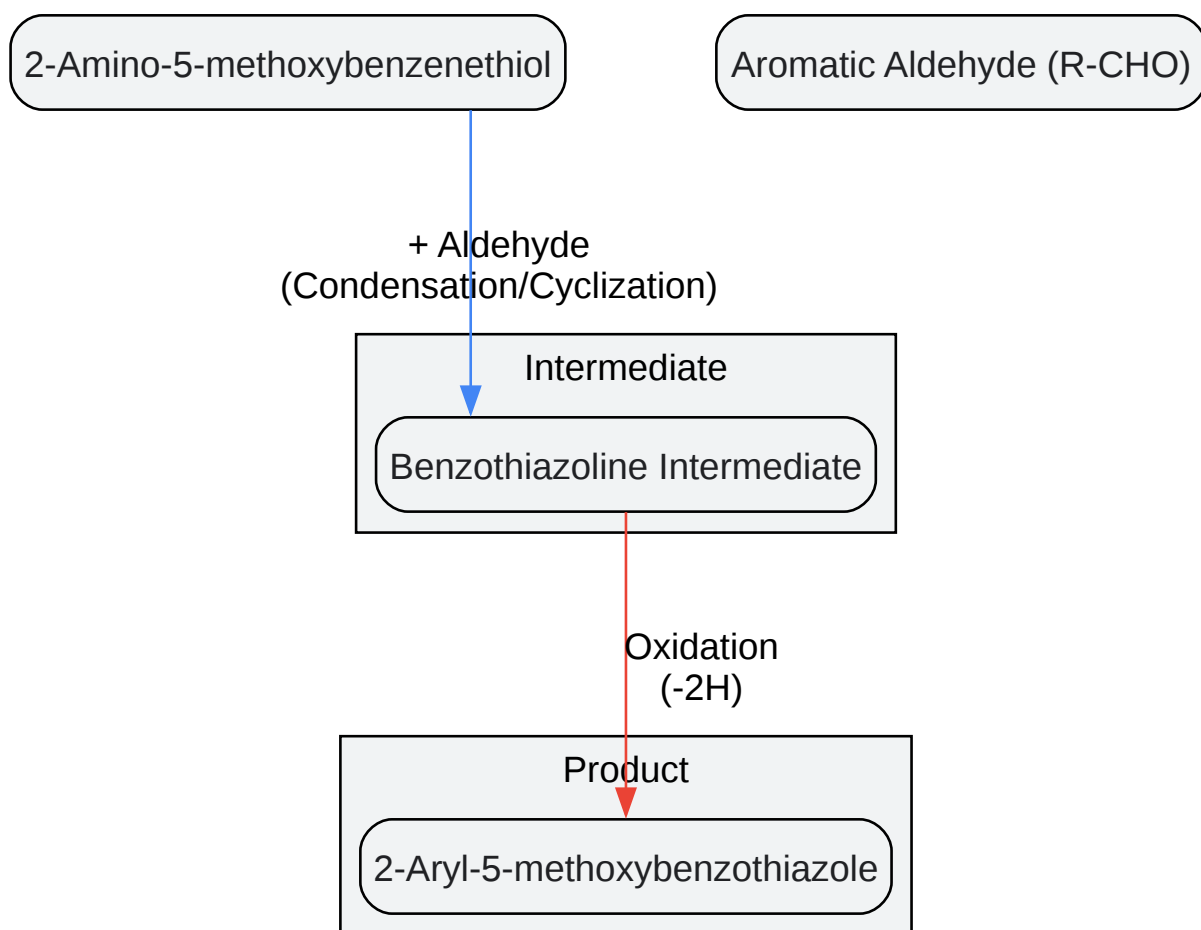 2-Amino-5-methoxybenzenethiol
Aromatic Aldehyde (R-CHO)
+ Aldehyde
(Condensation/Cyclization)
Intermediate
Benzothiazoline Intermediate
Oxidation
(-2H)
Product
2-Aryl-5-methoxybenzothiazole